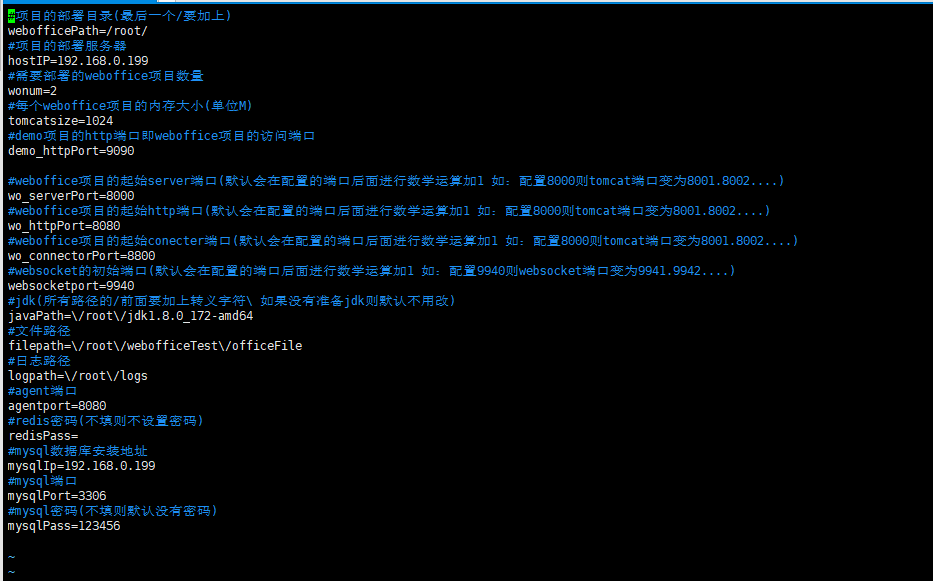 #项目的部署目录(最后一个/要加上)
webofficePath=/root/
#项目的部署服务器
hostIP=192.168.0.199
#需要部署的weboffice项目数量
wonum=2
#每个weboffice项目的内存大小(单位M)
tomcatsize=1024
#demo项目的http端口即weboffice项目的访问端口
demo_httpPort=9090
#weboffice项目的起始server端口(默认会在配置的端口后面进行数学运算加1 如：配置8000则tomcat端口变为8001.8002....)
wo_serverPort=8000
#weboffice项目的起始http端口(默认会在配置的端口后面进行数学运算加1 如：配置8000则tomcat端口变为8001.8002....)
wo_httpPort=8080
#weboffice项目的起始conecter端口(默认会在配置的端口后面进行数学运算加1 如：配置8000则tomcat端口变为8001.8002....)
wo_connectorPort=8800
#websocket的初始端口(默认会在配置的端口后面进行数学运算加1 如：配置9940则websocket端口变为9941.9942....)
websocketport=9940
#jdk(所有路径的/前面要加上转义字符\ 如果没有准备jdk则默认不用改)
javaPath=\/root\/jdk1.8.0_172-amd64
#文件路径
filepath=\/root\/webofficeTest\/officeFile
#日志路径
logpath=\/root\/logs
#agent端口
agentport=8080
#redis密码(不填则不设置密码)
redisPass=
#mysql数据库安装地址
mysqlIp=192.168.0.199
#mysql端口
mysqlPort=3306
#mysql密码(不填则默认没有密码)
mysqlPass=123456
~
~